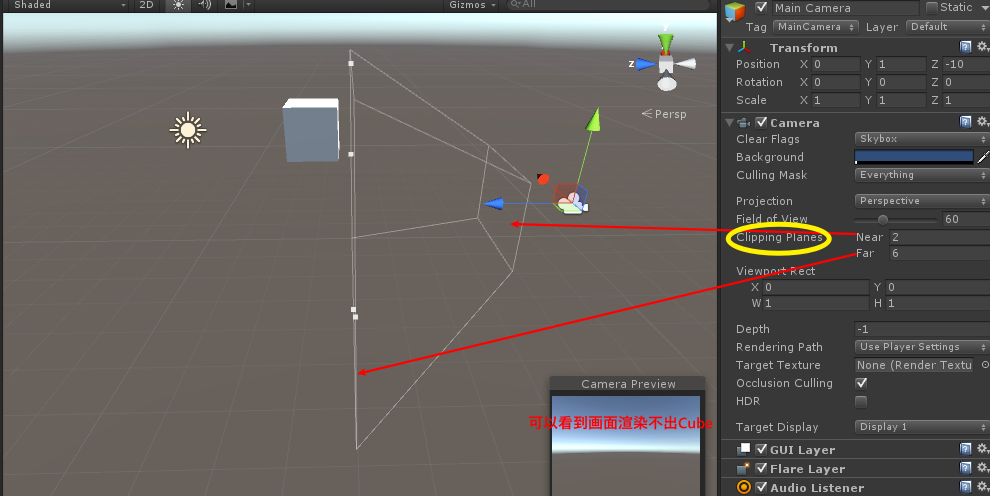 Shaded 2D Gizmos All
y
z
Persp
Camera Preview
可以看到画面渲染不出Cube
Main Camera Static
Tag MainCamera Layer Default
Transform
Position X 0 Y 1 Z -10
Rotation X 0 Y 0 Z 0
Scale X 1 Y 1 Z 1
Camera
Clear Flags Skybox
Background
Culling Mask Everything
Projection Perspective
Field of View 60
Clipping Planes Near 2
Far 6
Viewport Rect
X 0 Y 0
W 1 H 1
Depth -1
Rendering Path Use Player Settings
Target Texture None (Render Textu
Occlusion Culling
HDR
Target Display Display 1
GUI Layer
Flare Layer
Audio Listener